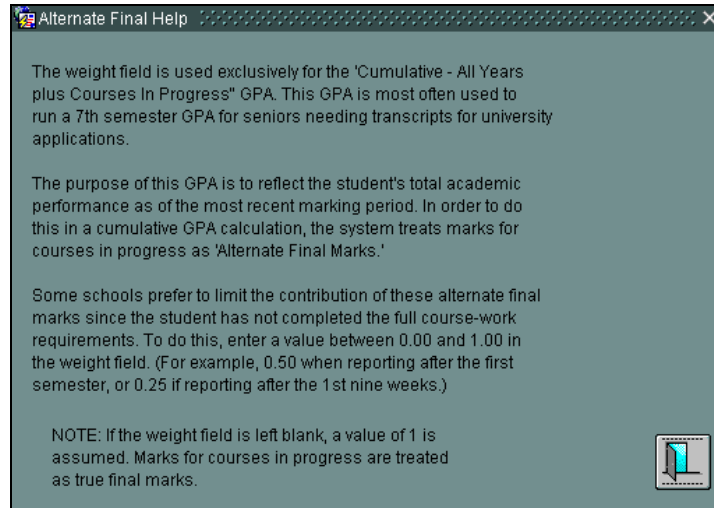 Alternate Final Help
The weight field is used exclusively for the 'Cumulative - All Years
plus Courses In Progress" GPA. This GPA is most often used to
run a 7th semester GPA for seniors needing transcripts for university
applications.
The purpose of this GPA is to reflect the student's total academic
performance as of the most recent marking period. In order to do
this in a cumulative GPA calculation, the system treats marks for
courses in progress as 'Alternate Final Marks.'
Some schools prefer to limit the contribution of these alternate final
marks since the student has not completed the full course-work
requirements. To do this, enter a value between 0.00 and 1.00 in
the weight field. (For example, 0.50 when reporting after the first
semester, or 0.25 if reporting after the 1st nine weeks.)
NOTE: If the weight field is left blank, a value of 1 is
assumed. Marks for courses in progress are treated
as true final marks.